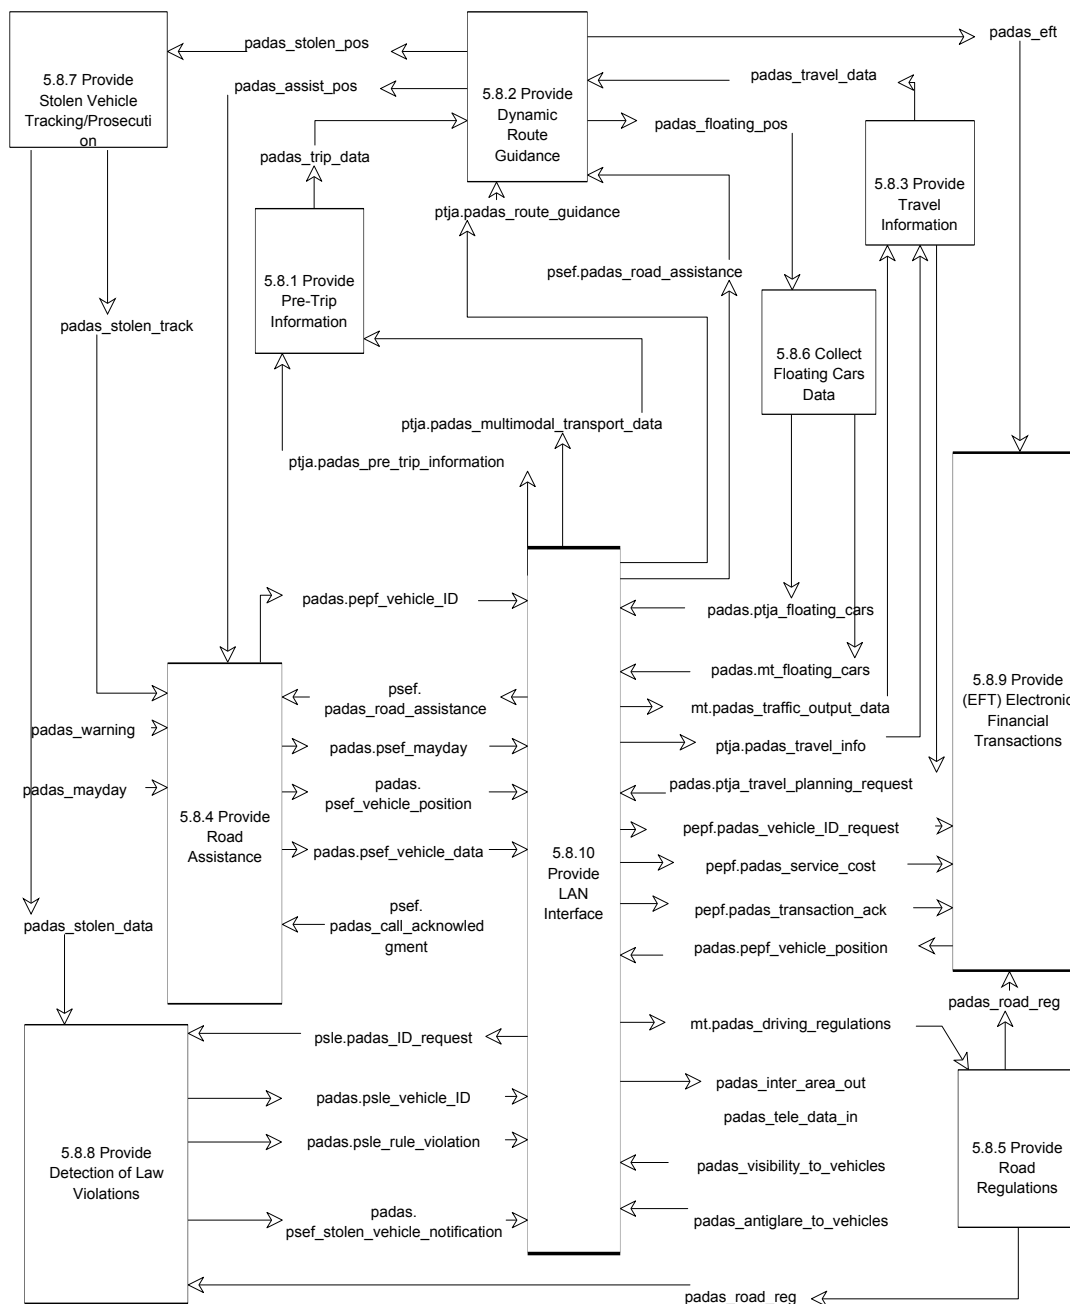 padas_stolen_pos
padas_eft
5.8.7 Provide
Stolen Vehicle
Tracking/Prosecuti
on
padas_assist_pos
5.8.2 Provide
Dynamic
Route
Guidance
padas_travel_data
padas_floating_pos
padas_trip_data
5.8.3 Provide
Travel
Information
ptja.padas_route_guidance
psef.padas_road_assistance
5.8.1 Provide
Pre-Trip
Information
padas_stolen_track
5.8.6 Collect
Floating Cars
Data
ptja.padas_multimodal_transport_data
ptja.padas_pre_trip_information
padas.pepf_vehicle_ID
padas.ptja_floating_cars
padas.mt_floating_cars
psef.
padas_road_assistance
mt.padas_traffic_output_data
5.8.9 Provide
(EFT) Electronic
Financial
Transactions
padas_warning
padas.psef_mayday
ptja.padas_travel_info
padas_mayday
padas.
psef_vehicle_position
padas.ptja_travel_planning_request
5.8.4 Provide
Road
Assistance
padas.psef_vehicle_data
5.8.10
Provide
LAN
Interface
pepf.padas_vehicle_ID_request
pepf.padas_service_cost
psef.
padas_call_acknowled
gment
pepf.padas_transaction_ack
padas_stolen_data
padas.pepf_vehicle_position
padas_road_reg
psle.padas_ID_request
mt.padas_driving_regulations
padas_inter_area_out
padas.psle_vehicle_ID
padas_tele_data_in
padas.psle_rule_violation
5.8.8 Provide
Detection of Law
Violations
padas_visibility_to_vehicles
5.8.5 Provide
Road
Regulations
padas.
psef_stolen_vehicle_notification
padas_antiglare_to_vehicles
padas_road_reg